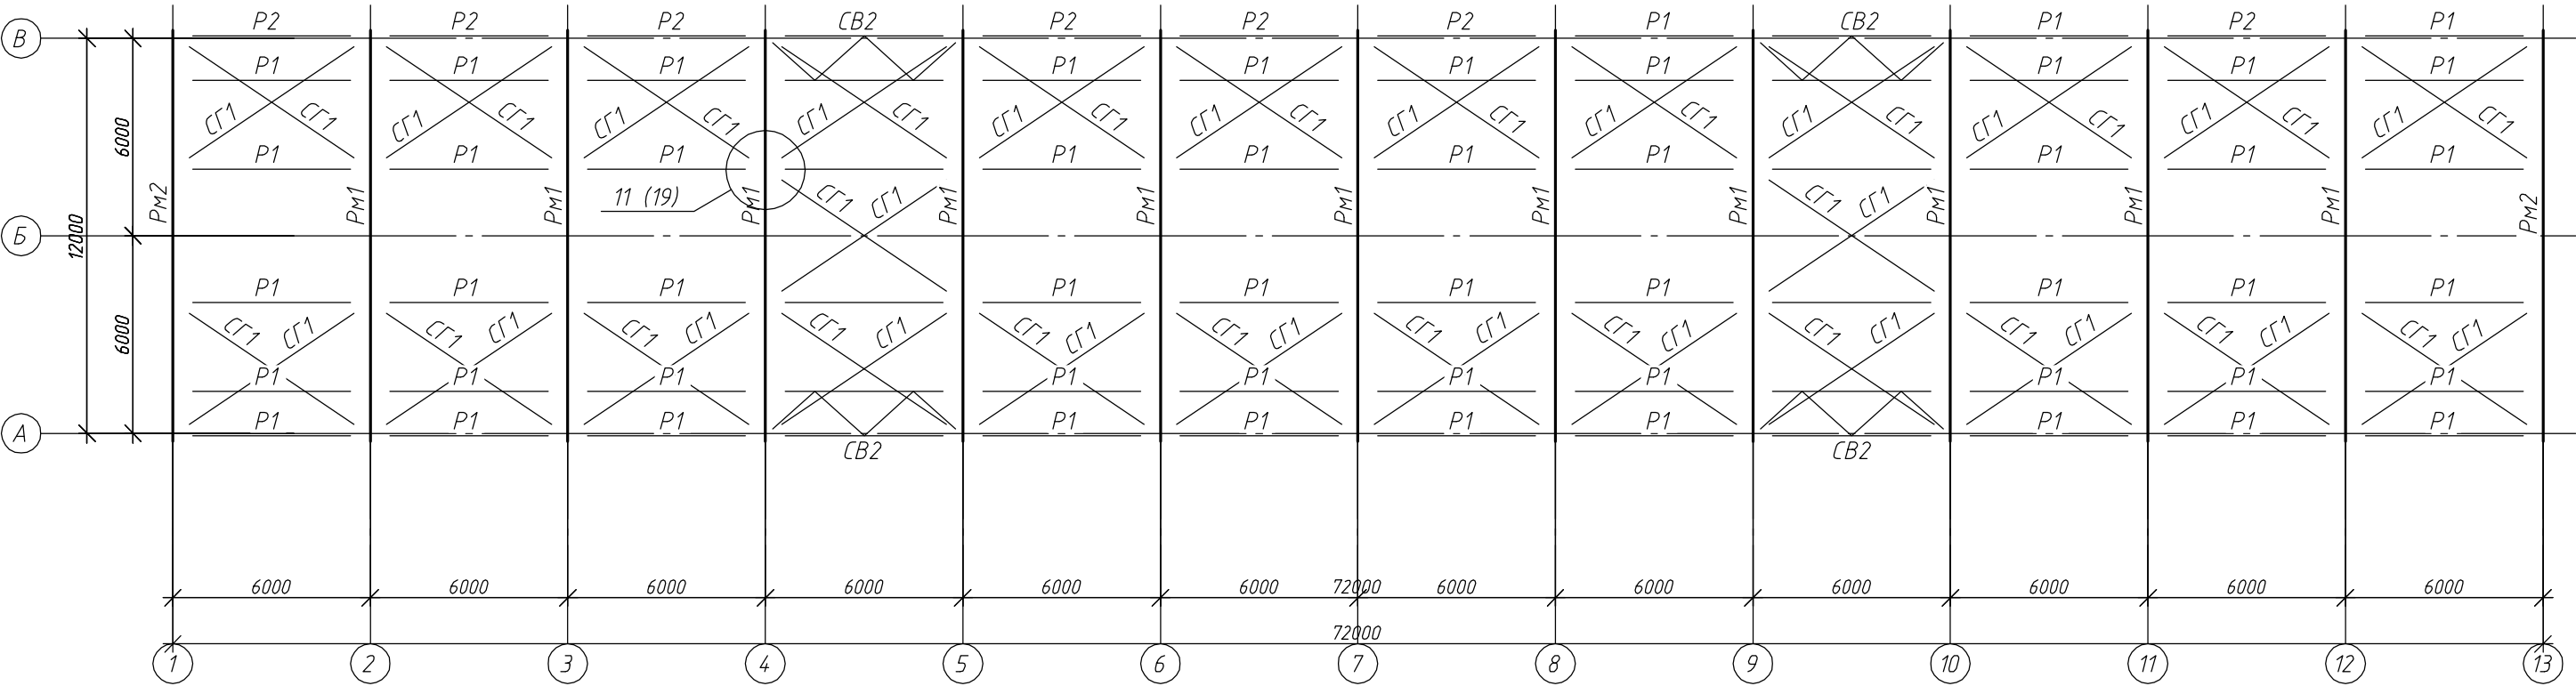 Р2 Р2 Р2 СВ2 Р2 Р2 Р2 Р1 СВ2 Р1 Р2 Р1
В
Р1 Р1 Р1 Р1 Р1 Р1 Р1 Р1 Р1 Р1
СГ1 СГ1 СГ1 СГ1 СГ1 СГ1 СГ1 СГ1 СГ1 СГ1 СГ1 СГ1 СГ1 СГ1 СГ1 СГ1 СГ1 СГ1 СГ1 СГ1 СГ1 СГ1 СГ1 СГ1
6000
Р1 Р1 Р1 Р1 Р1 Р1 Р1 Р1 Р1 Р1
Рм2 Рм1 Рм1 Рм1 Рм1 Рм1 Рм1 Рм1 Рм1 Рм1 Рм1 Рм1 Рм2
11 (19)
СГ1 СГ1 СГ1 СГ1
Б
12000
Р1 Р1 Р1 Р1 Р1 Р1 Р1 Р1 Р1 Р1
6000
СГ1 СГ1 СГ1 СГ1 СГ1 СГ1 СГ1 СГ1 СГ1 СГ1 СГ1 СГ1 СГ1 СГ1 СГ1 СГ1 СГ1 СГ1 СГ1 СГ1 СГ1 СГ1 СГ1 СГ1
Р1 Р1 Р1 Р1 Р1 Р1 Р1 Р1 Р1 Р1
Р1 Р1 Р1 Р1 Р1 Р1 Р1 Р1 Р1 Р1
А
СВ2 СВ2
6000 6000 6000 6000 6000 6000 72000 6000 6000 6000 6000 6000 6000
72000
1 2 3 4 5 6 7 8 9 10 11 12 13